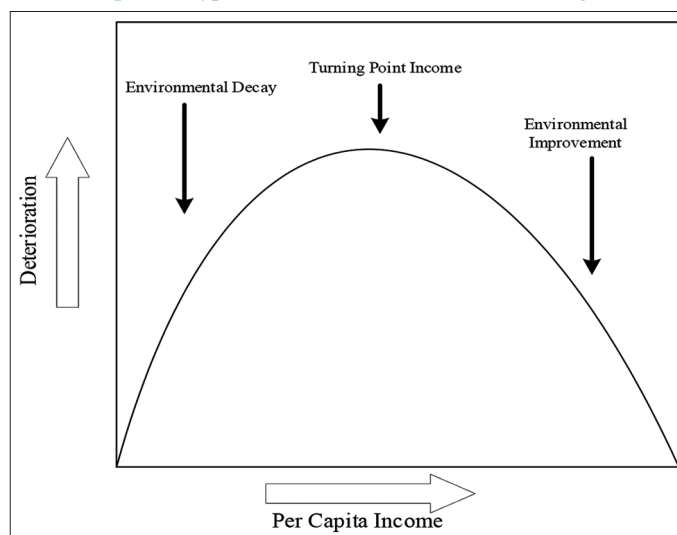 Turning Point Income
Environmental Decay
Environmental
Improvement
Deterioration
Per Capita Income